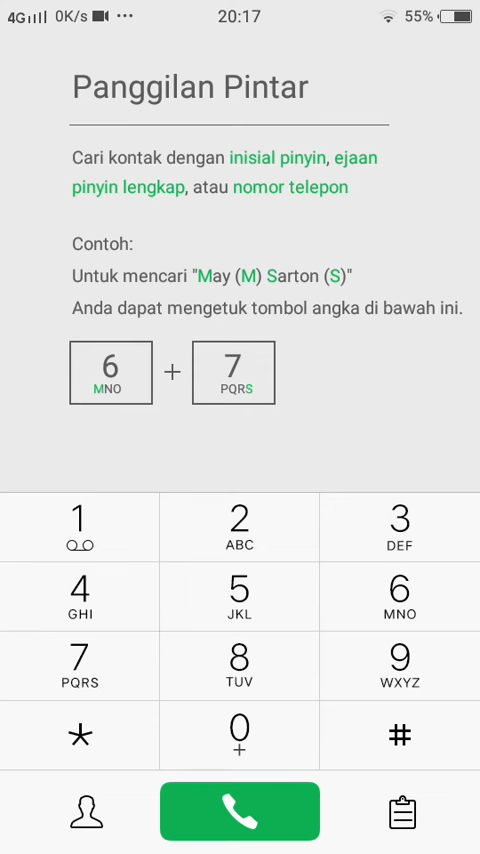 4G 0K/s ... 20:17 55%
Panggilan Pintar
Cari kontak dengan inisial pinyin, ejaan
pinyin lengkap, atau nomor telepon
Contoh:
Untuk mencari "May (M) Sarton (S)"
Anda dapat mengetuk tombol angka di bawah ini.
6 + 7
MNO PQRS
1 2 3
ABC DEF
4 5 6
GHI JKL MNO
7 8 9
PQRS TUV WXYZ
* 0 #
+